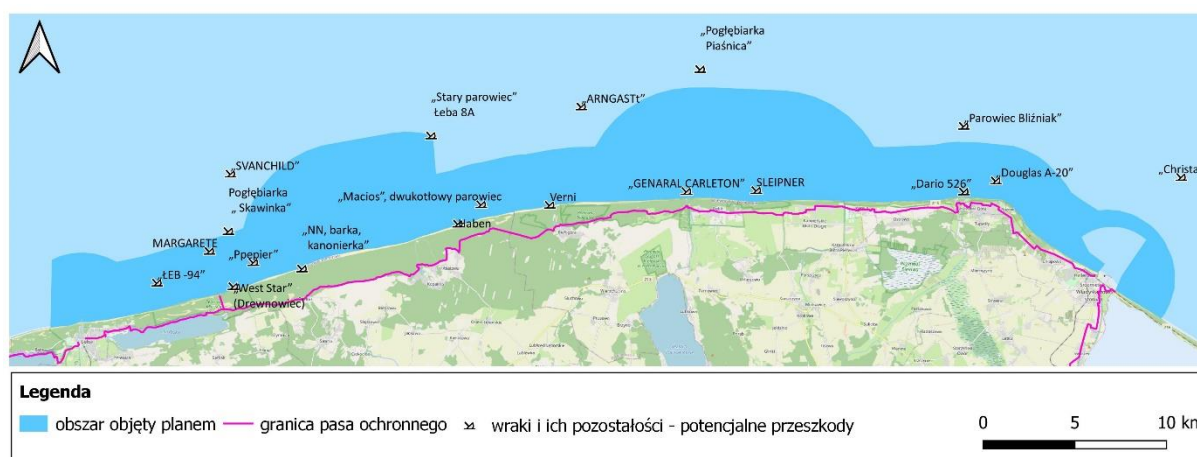 „Pogłębiarka
Piaśnica”
„Stary parowiec”
Łeba 8A
„ARNGASTt”
„Parowiec Bliźniak”
„SVANCHILD”
„Christa
„Douglas A-20”
Pogłębiarka
„ Skawinka”
„Macios”, dwukotłowy parowiec
Verni
„GENARAL CARLETON”
SLEIPNER
„Dario 526”
Haben
„NN, barka,
kanonierka”
MARGARETE
„Ppepier”
„ŁEB -94”
„West Star”
(Drewnowiec)
Legenda
obszar objęty planem
granica pasa ochronnego
wraki i ich pozostałości - potencjalne przeszkody
0 5 10 km